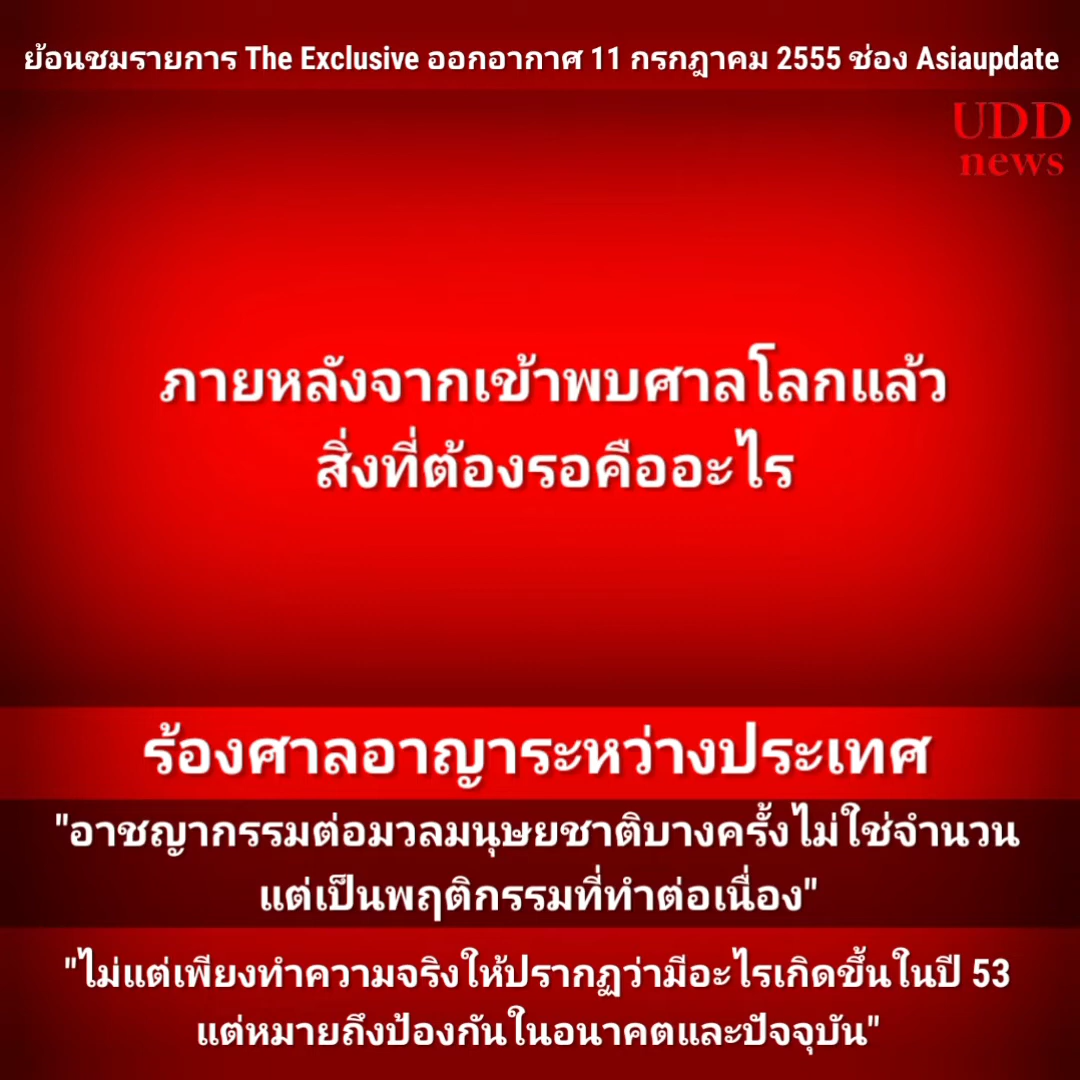 ย้อนชมรายการ The Exclusive ออกอากาศ 11 กรกฎาคม 2555 ช่อง Asiaupdate
UDD
news
ภายหลังจากเข้าพบศาลโลกแล้ว
สิ่งที่ต้องรอคืออะไร
ร้องศาลอาญาระหว่างประเทศ
"อาชญากรรมต่อมวลมนุษยชาติบางครั้งไม่ใช่จำนวน
แต่เป็นพฤติกรรมที่ทำต่อเนื่อง"
"ไม่แต่เพียงทำความจริงให้ปรากฏว่ามีอะไรเกิดขึ้นในปี 53
แต่หมายถึงป้องกันในอนาคตและปัจจุบัน"